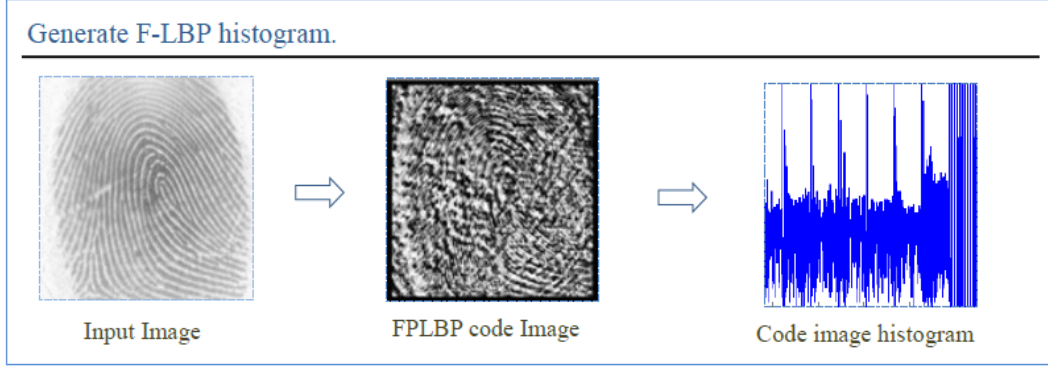 Generate F-LBP histogram.
Input Image
FPLBP code Image
Code image histogram